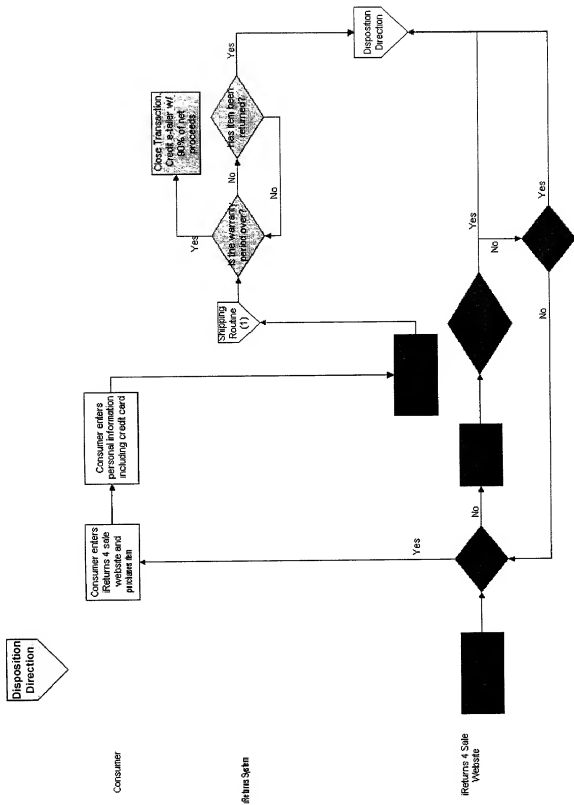 Disposition
Direction
Consumer
iReturns System
iReturns 4 Sale
Website
Consumer enters
iReturns 4 sale
website and
purchases item
Consumer enters
personal information
including credit card
Shipping
Routine
(1)
Is the warranty
period over?
Yes
No
Close Transaction.
Credit e-tailer w/
90% of net
proceeds
Has item been
returned?
No
Yes
Disposition
Direction
Yes
No
Yes
No
No
Yes